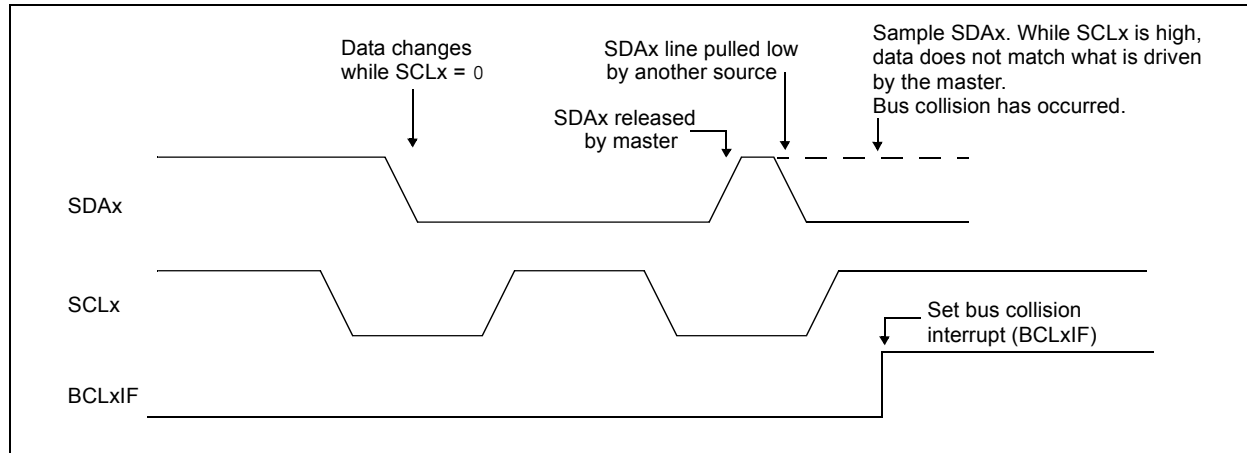 Data changes
while SCLx = 0
SDAx line pulled low
by another source
SDAx released
by master
Sample SDAx. While SCLx is high,
data does not match what is driven
by the master.
Bus collision has occurred.
SDAx
SCLx
Set bus collision
interrupt (BCLxIF)
BCLxIF